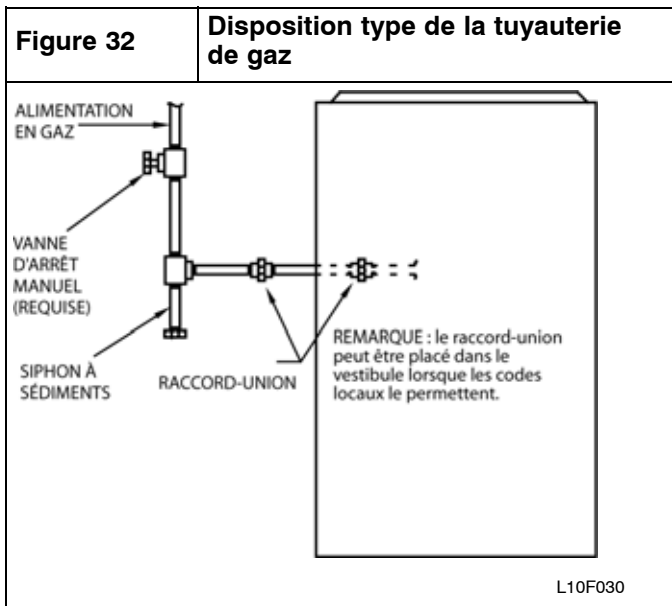 Figure 32
Disposition type de la tuyauterie
de gaz
ALIMENTATION
EN GAZ
VANNE
D'ARRÊT
MANUEL
(REQUISE)
SIPHON À
SÉDIMENTS
RACCORD-UNION
REMARQUE : le raccord-union
peut être placé dans le
vestibule lorsque les codes
locaux le permettent.
L10F030